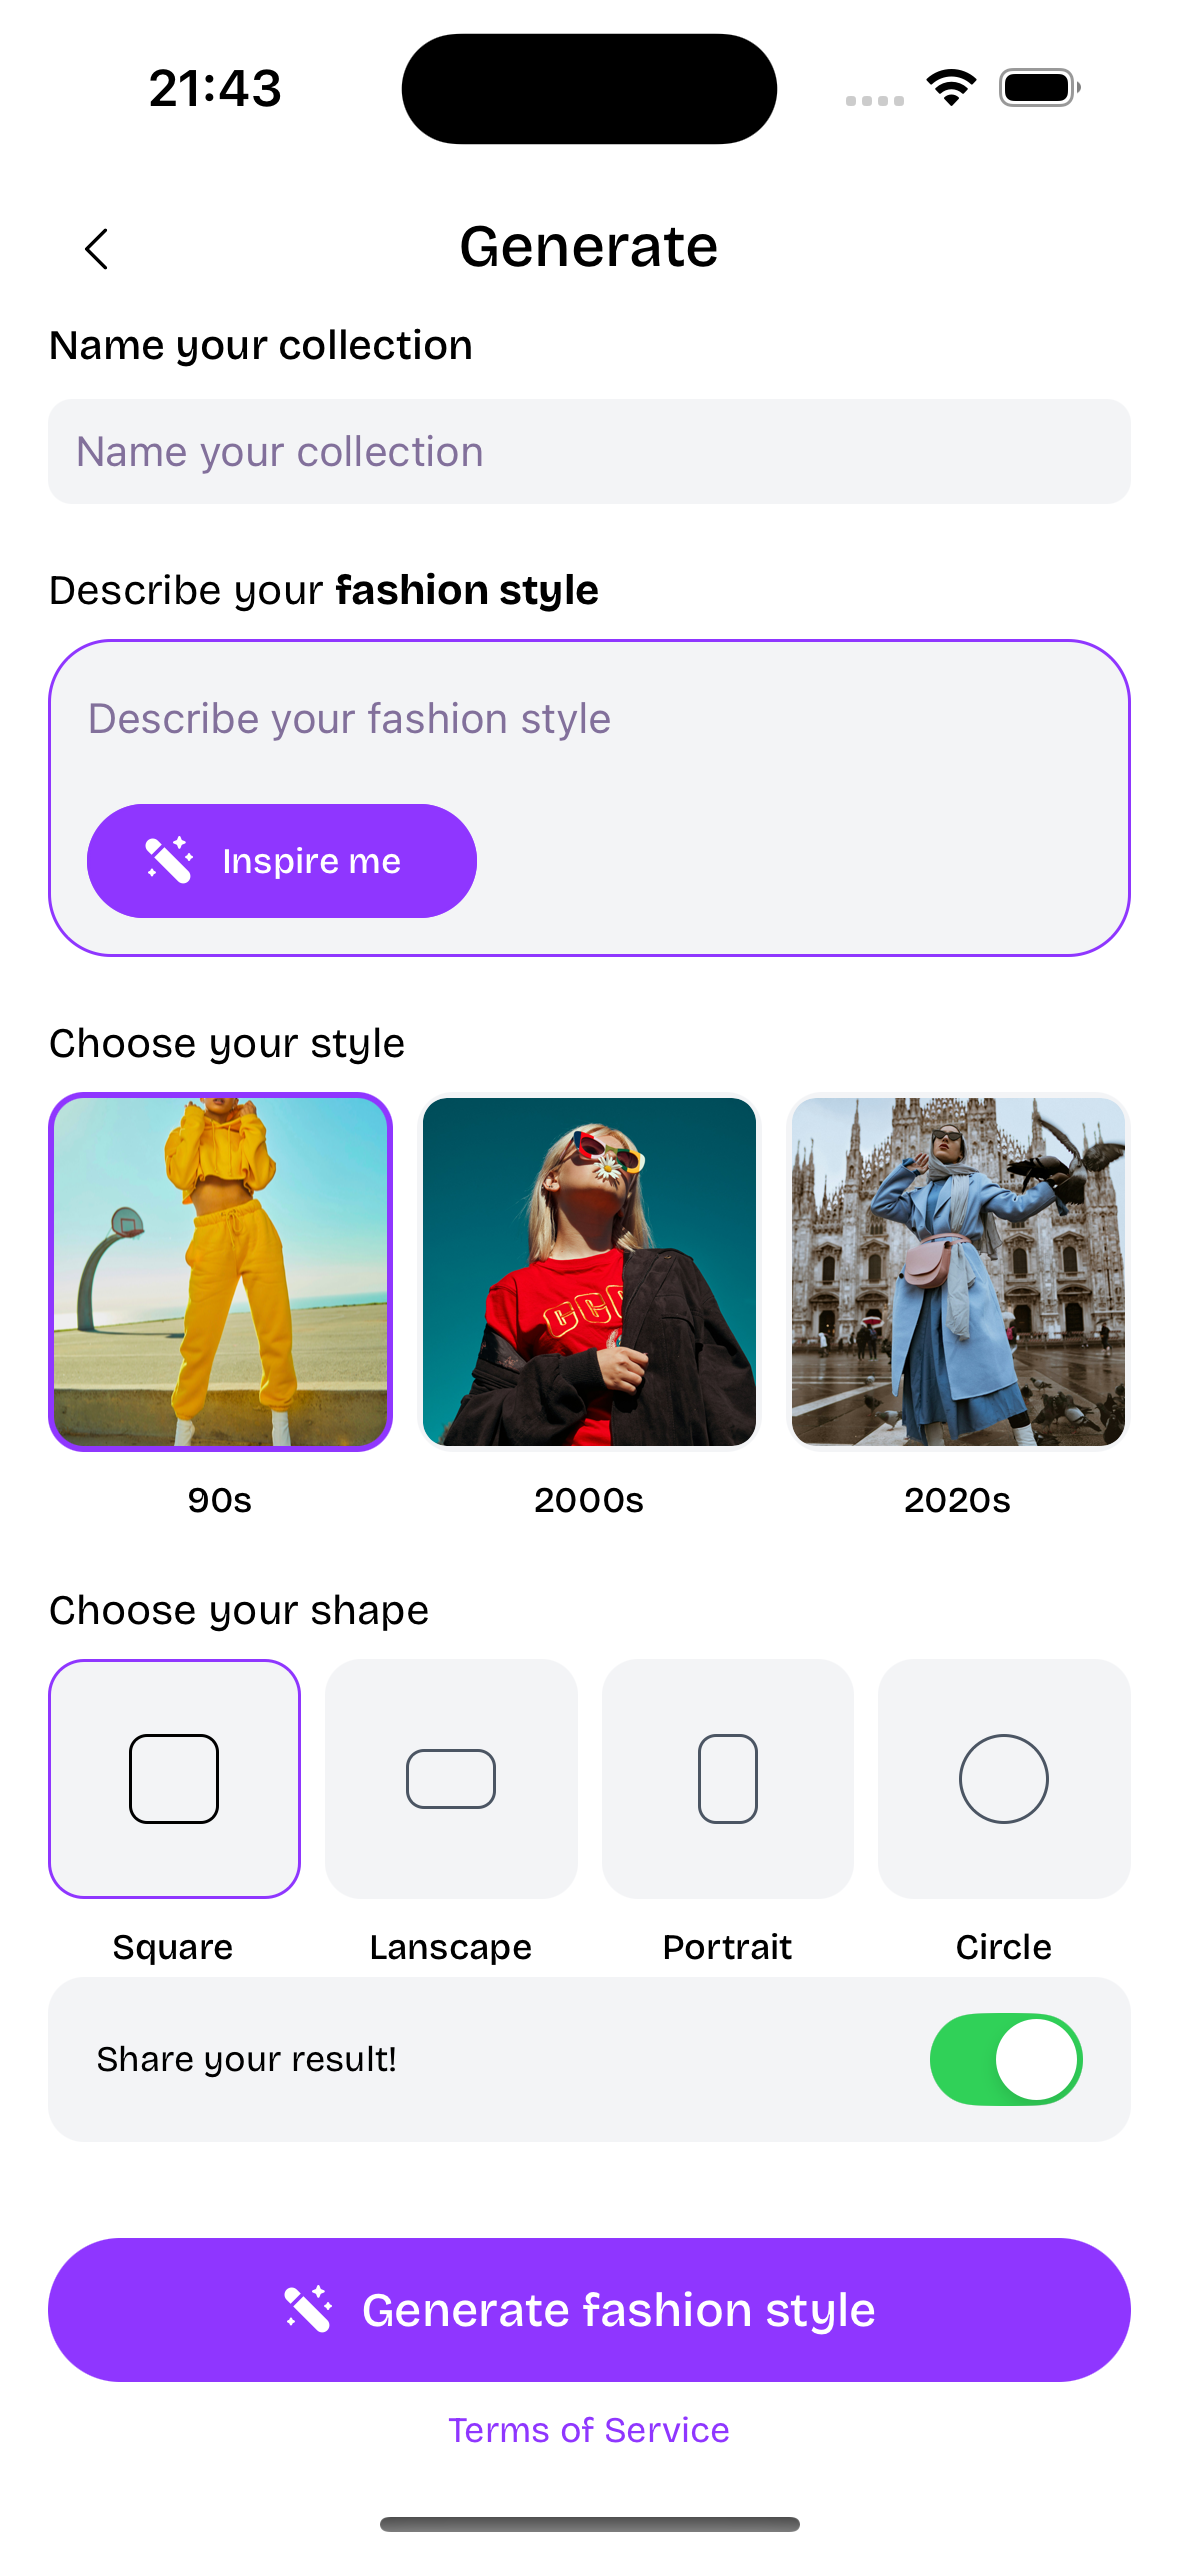 21:43
Generate
Name your collection
Name your collection
Describe your fashion style
Describe your fashion style
Inspire me
Choose your style
CCC
90s
2000s
2020s
Choose your shape
Square
Lanscape
Portrait
Circle
Share your result!
Generate fashion style
Terms of Service